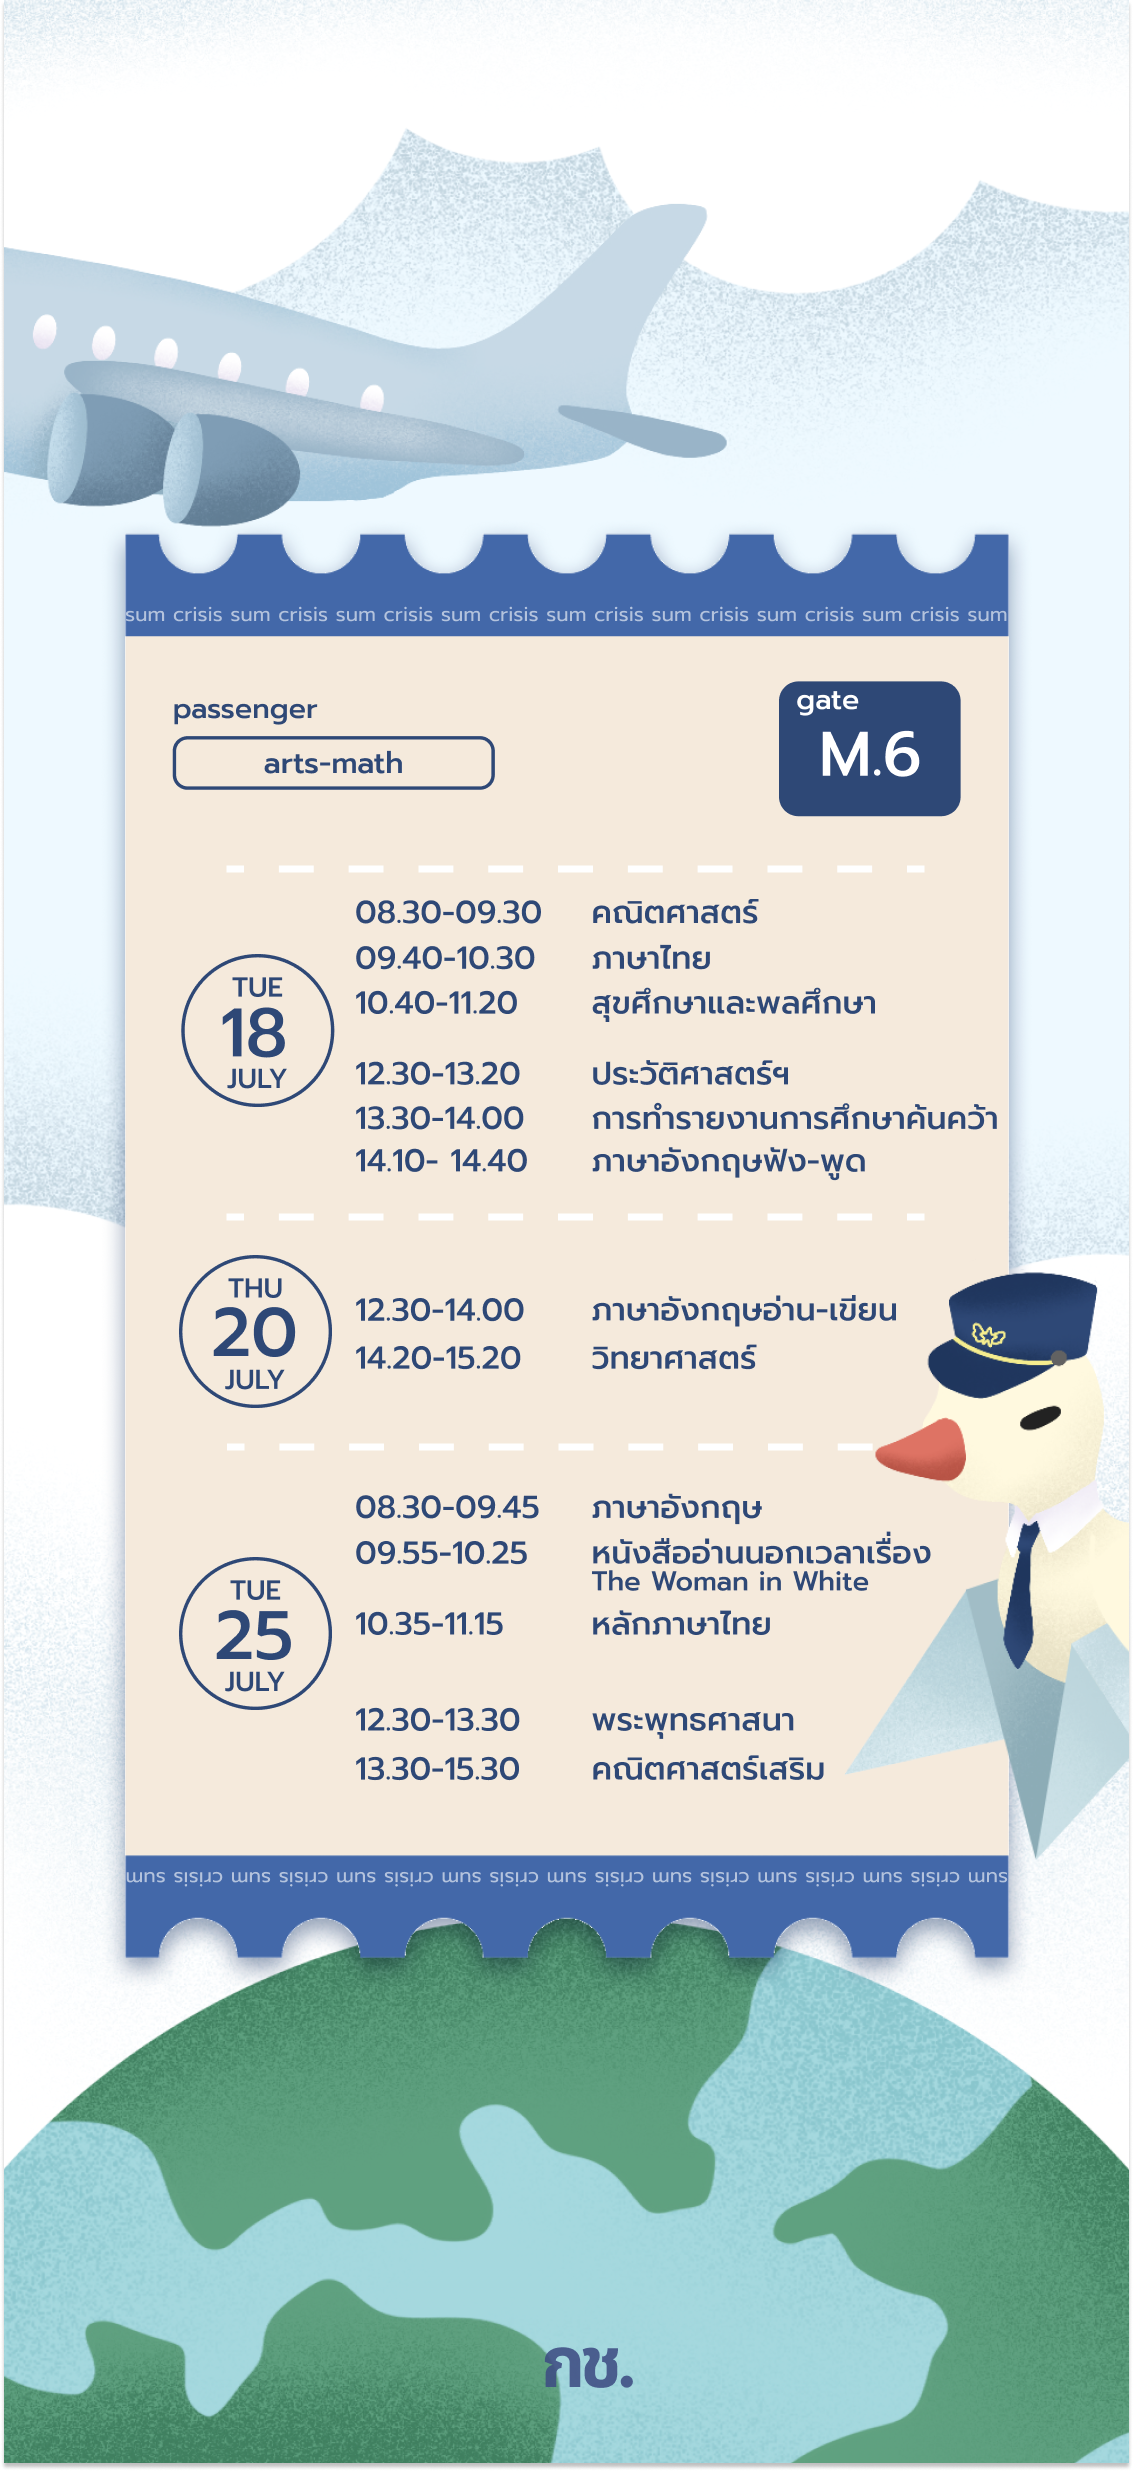 sum crisis sum crisis sum crisis sum crisis sum crisis sum crisis sum crisis sum crisis sum
passenger
arts-math
gate
M.6
TUE
18
JULY
08.30-09.30 คณิตศาสตร์
09.40-10.30 ภาษาไทย
10.40-11.20 สุขศึกษาและพลศึกษา
12.30-13.20 ประวัติศาสตร์ฯ
13.30-14.00 การทำรายงานการศึกษาค้นคว้า
14.10- 14.40 ภาษาอังกฤษฟัง-พูด
THU
20
JULY
12.30-14.00 ภาษาอังกฤษอ่าน-เขียน
14.20-15.20 วิทยาศาสตร์
TUE
25
JULY
08.30-09.45 ภาษาอังกฤษ
09.55-10.25 หนังสืออ่านนอกเวลาเรื่อง
The Woman in White
10.35-11.15 หลักภาษาไทย
12.30-13.30 พระพุทธศาสนา
13.30-15.30 คณิตศาสตร์เสริม
sum crisis sum crisis sum crisis sum crisis sum crisis sum crisis sum crisis sum crisis sum
กช.